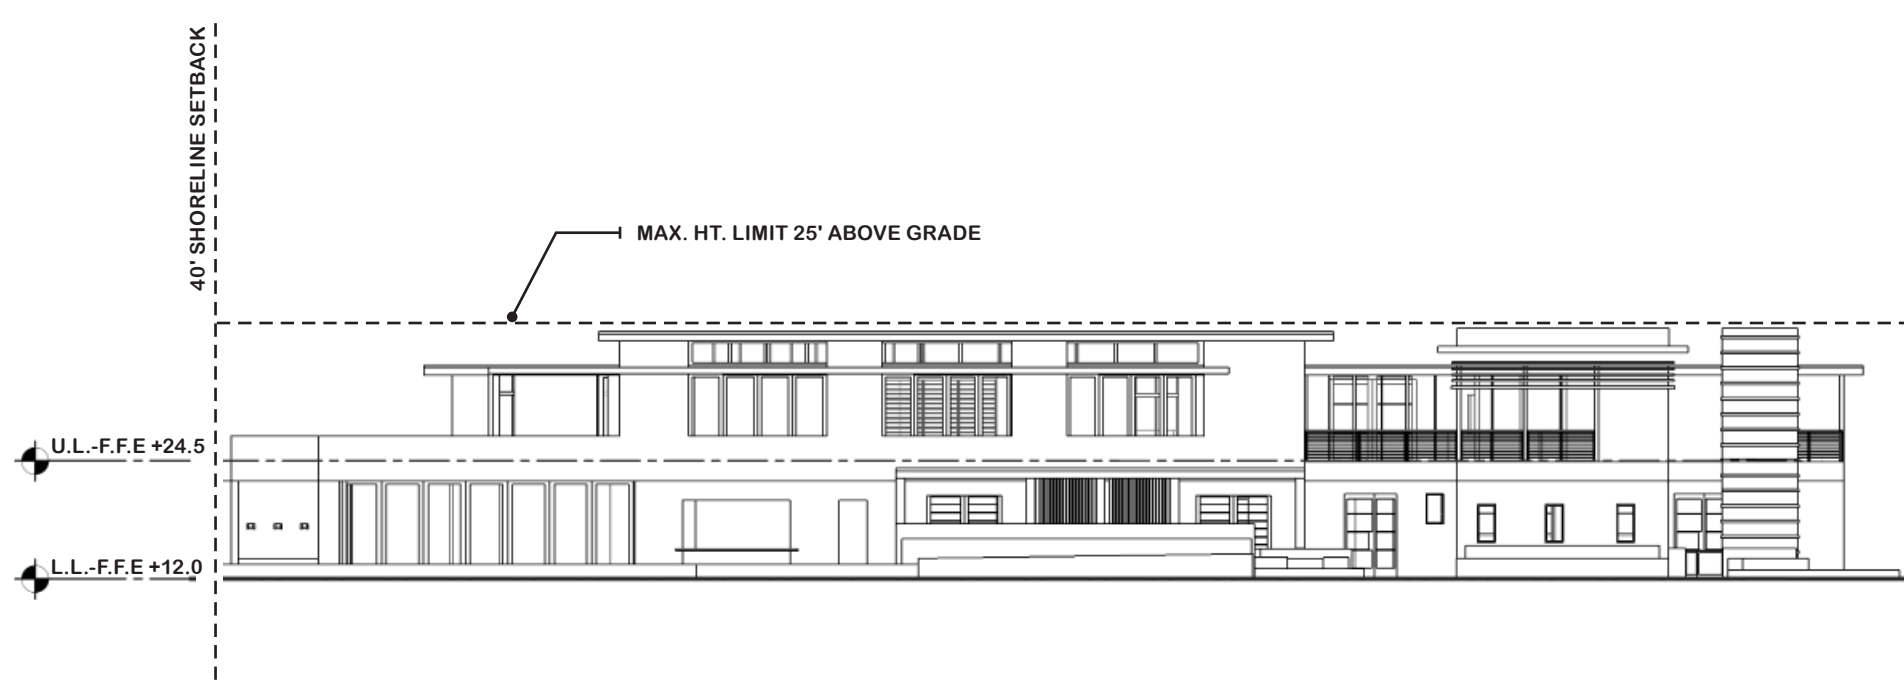 40' SHORELINE SETBACK
MAX. HT. LIMIT 25' ABOVE GRADE
U.L.-F.F.E +24.5
L.L.-F.F.E +12.0